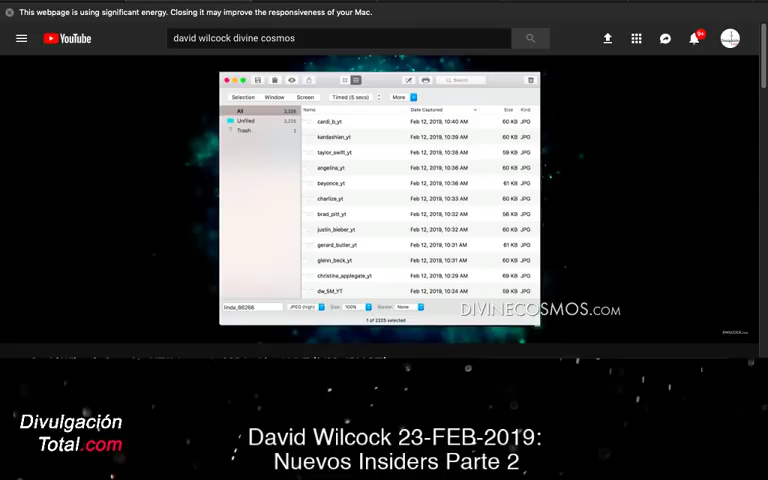 This webpage is using significant energy. Closing it may improve the responsiveness of your Mac.
YouTube
david wilcock divine cosmos
9+
Search
Selection Window Screen Timed (5 secs) More
All 2,225
Unfiled 2,225
Trash
Name Date Captured Size Kind
cardi_b_yt Feb 12, 2019, 10:40 AM 60 KB JPG
kardashian_yt Feb 12, 2019, 10:39 AM 60 KB JPG
taylor_swift_yt Feb 12, 2019, 10:38 AM 59 KB JPG
angelina_yt Feb 12, 2019, 10:36 AM 60 KB JPG
beyonce_yt Feb 12, 2019, 10:36 AM 61 KB JPG
charlize_yt Feb 12, 2019, 10:33 AM 60 KB JPG
brad_pitt_yt Feb 12, 2019, 10:32 AM 56 KB JPG
justin_bieber_yt Feb 12, 2019, 10:32 AM 60 KB JPG
gerard_butler_yt Feb 12, 2019, 10:31 AM 61 KB JPG
glenn_beck_yt Feb 12, 2019, 10:31 AM 60 KB JPG
christina_applegate_yt Feb 12, 2019, 10:29 AM 69 KB JPG
dw_5M_YT Feb 12, 2019, 10:24 AM 60 KB JPG
linda_66266 JPEG (high) Size: 100% Border: None
DIVINECOSMOS.COM
1 of 2225 selected
Divulgación
Total.com
David Wilcock 23-FEB-2019:
Nuevos Insiders Parte 2